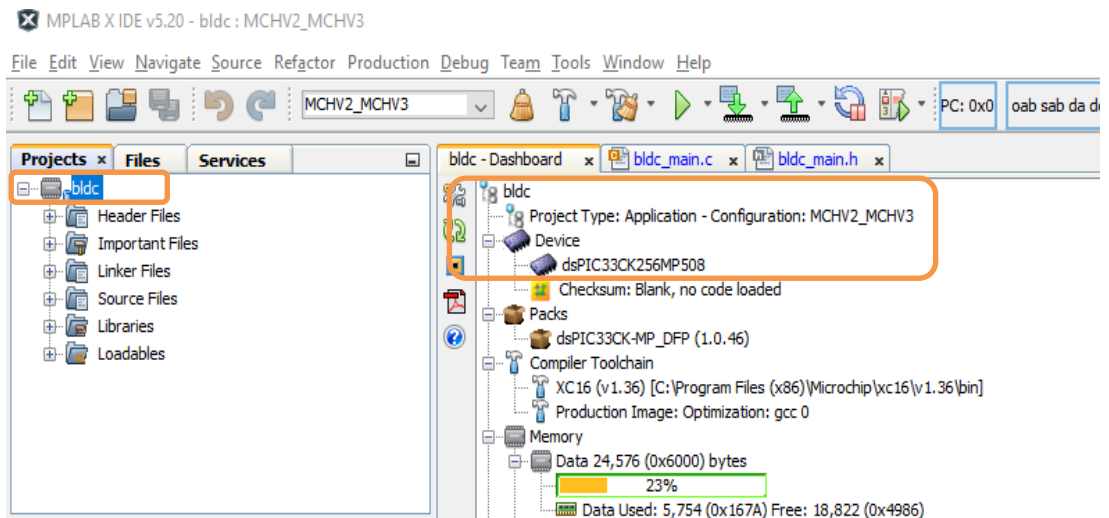 MPLAB X IDE v5.20 - bldc : MCHV2_MCHV3
File Edit View Navigate Source Refactor Production Debug Team Tools Window Help
MCHV2_MCHV3
PC: 0x0
oab sab da
Projects
Files
Services
bldc
Header Files
Important Files
Linker Files
Source Files
Libraries
Loadables
bldc - Dashboard
bldc_main.c
bldc_main.h
bldc
Project Type: Application - Configuration: MCHV2_MCHV3
Device
dsPIC33CK256MP508
Checksum: Blank, no code loaded
Packs
dsPIC33CK-MP_DFP (1.0.46)
Compiler Toolchain
XC16 (v1.36) [C:\Program Files (x86)\Microchip\xc16\v1.36\bin]
Production Image: Optimization: gcc 0
Memory
Data 24,576 (0x6000) bytes
23%
Data Used: 5,754 (0x167A) Free: 18,822 (0x4986)